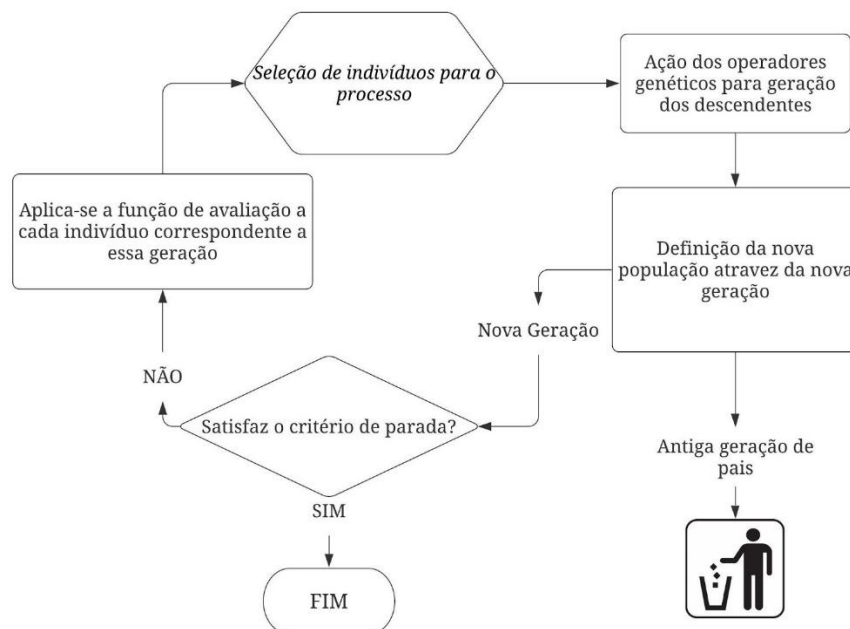 Seleção de indivíduos para o
processo
Ação dos operadores
genéticos para geração
dos descendentes
Aplica-se a função de avaliação a
cada indivíduo correspondente a
essa geração
Definição da nova
população atravez da nova
geração
Nova Geração
NÃO
Satisfaz o critério de parada?
Antiga geração de
pais
SIM
FIM